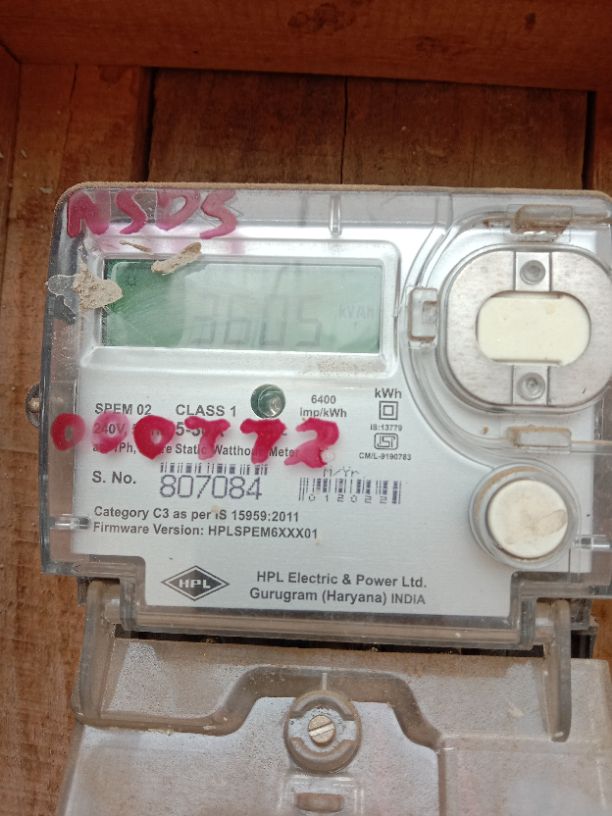 NSDS
3605 kVAh
SPEM 02 CLASS 1 6400 imp/kWh kWh
IS:13779
240V,
000772
Static Watthour Meter
CM/L-9190783
S. No. 807084
M/Yr
012022
Category C3 as per IS 15959:2011
Firmware Version: HPLSPEM6XXX01
HPL HPL Electric & Power Ltd.
Gurugram (Haryana) INDIA